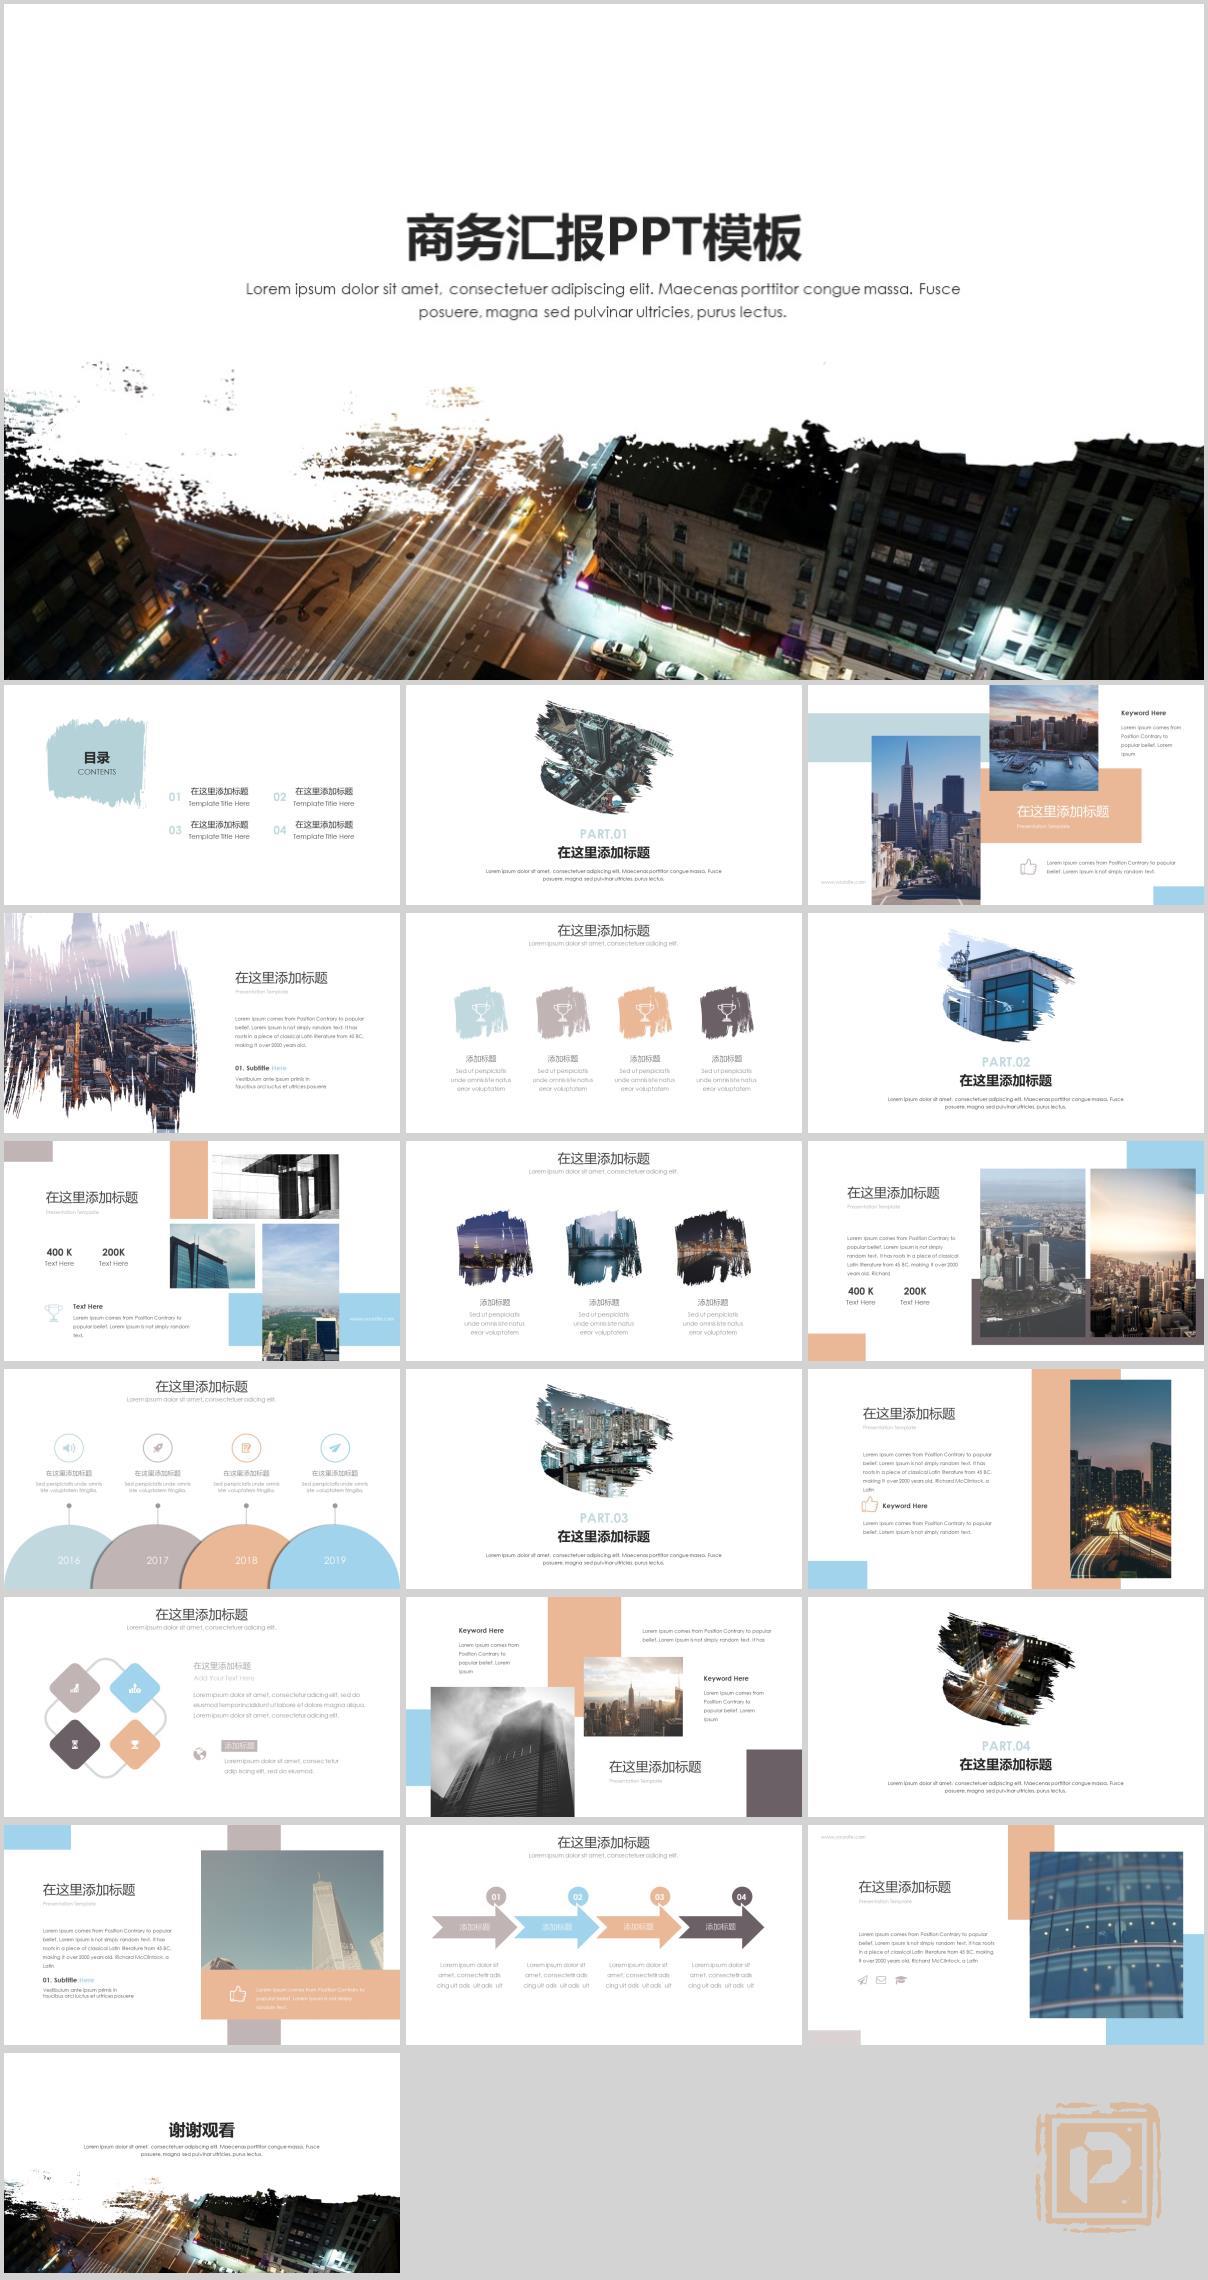 商务汇报PPT模板
Lorem ipsum dolor sit amet, consectetuer adipiscing elit. Maecenas porttitor congue massa. Fusce
posuere, magna sed pulvinar ultricies, purus lectus.
目录
CONTENTS
01 在这里添加标题
Template Title Here
02 在这里添加标题
Template Title Here
03 在这里添加标题
Template Title Here
04 在这里添加标题
Template Title Here
PART.01
在这里添加标题
Lorem ipsum dolor sit amet, consectetuer adipiscing elit. Maecenas porttitor congue massa. Fusce
posuere, magna sed pulvinar ultricies, purus lectus.
Keyword Here
Lorem Ipsum comes from
Position Contrary to
popular belief. Lorem
Ipsum
在这里添加标题
Presentation Template
Lorem Ipsum comes from Position Contrary to popular
belief. Lorem Ipsum is not simply random text.
在这里添加标题
Presentation Template
Lorem Ipsum comes from Position Contrary to popular
belief. Lorem Ipsum is not simply random text. It has
roots in a piece of classical Latin literature from 45 BC,
making it over 2000 years old.
01. Subtitle Here
Vestibulum ante ipsum primis in
faucibus orci luctus et ultrices posuere
在这里添加标题
Lorem ipsum dolor sit amet, consectetuer adicing elit.
添加标题
Sed ut perspiciatis
unde omnis iste natus
error voluptatem
添加标题
Sed ut perspiciatis
unde omnis iste natus
error voluptatem
添加标题
Sed ut perspiciatis
unde omnis iste natus
error voluptatem
添加标题
Sed ut perspiciatis
unde omnis iste natus
error voluptatem
PART.02
在这里添加标题
Lorem ipsum dolor sit amet, consectetuer adipiscing elit. Maecenas porttitor congue massa. Fusce
posuere, magna sed pulvinar ultricies, purus lectus.
在这里添加标题
Presentation Template
400 K
Text Here
200K
Text Here
Text Here
Lorem Ipsum comes from Position Contrary to
popular belief. Lorem Ipsum is not simply random
text.
在这里添加标题
Lorem ipsum dolor sit amet, consectetuer adicing elit.
添加标题
Sed ut perspiciatis
unde omnis iste natus
error voluptatem
添加标题
Sed ut perspiciatis
unde omnis iste natus
error voluptatem
添加标题
Sed ut perspiciatis
unde omnis iste natus
error voluptatem
在这里添加标题
Presentation Template
Lorem Ipsum comes from Position Contrary to
popular belief. Lorem Ipsum is not simply random
text. It has roots in a piece of classical
Latin literature from 45 BC, making it over 2000
years old. Richard
400 K
Text Here
200K
Text Here
在这里添加标题
Lorem ipsum dolor sit amet, consectetuer adicing elit.
在这里添加标题
Sed perspiciatis unde omnis
iste voluptatem fringilla.
在这里添加标题
Sed perspiciatis unde omnis
iste voluptatem fringilla.
在这里添加标题
Sed perspiciatis unde omnis
iste voluptatem fringilla.
在这里添加标题
Sed perspiciatis unde omnis
iste voluptatem fringilla.
2016
2017
2018
2019
PART.03
在这里添加标题
Lorem ipsum dolor sit amet, consectetuer adipiscing elit. Maecenas porttitor congue massa. Fusce
posuere, magna sed pulvinar ultricies, purus lectus.
在这里添加标题
Presentation Template
Lorem Ipsum comes from Position Contrary to popular
belief. Lorem Ipsum is not simply random text. It has
roots in a piece of classical Latin literature from 45 BC,
making it over 2000 years old. Richard McClintock, a
Latin
Keyword Here
Lorem Ipsum comes from Position Contrary to popular
belief. Lorem Ipsum
在这里添加标题
Lorem ipsum dolor sit amet, consectetuer adicing elit.
在这里添加标题
Add Your Text Here
Lorem ipsum dolor sit amet, consectetur adipiscing elit, sed do
eiusmod tempor incididunt ut labore et dolore magna aliqua.
Lorem ipsum dolor sit amet, consectetur adipiscing elit.
添加标题
Lorem ipsum dolor sit amet, consectetur
adipiscing elit, sed do eiusmod.
Keyword Here
Lorem Ipsum comes from
Position Contrary to
popular belief. Lorem
Ipsum
Lorem Ipsum comes from Position Contrary to popular
belief. Lorem Ipsum is not simply random text. It has
Keyword Here
Lorem Ipsum comes from
Position Contrary to
popular belief. Lorem
Ipsum
在这里添加标题
Presentation Template
PART.04
在这里添加标题
Lorem ipsum dolor sit amet, consectetuer adipiscing elit. Maecenas porttitor congue massa. Fusce
posuere, magna sed pulvinar ultricies, purus lectus.
在这里添加标题
Presentation Template
Lorem Ipsum comes from Position Contrary to popular
belief. Lorem Ipsum is not simply random text. It has
roots in a piece of classical Latin literature from 45 BC,
making it over 2000 years old. Richard McClintock, a
Latin
01. Subtitle Here
Vestibulum ante ipsum primis in
faucibus orci luctus et ultrices posuere
Lorem Ipsum comes from Position Contrary to
popular belief. Lorem Ipsum is not simply random
text.
在这里添加标题
Lorem ipsum dolor sit amet, consectetuer adicing elit.
01
02
03
04
添加标题
添加标题
添加标题
添加标题
Lorem ipsum dolor sit
amet, consectetit adis
cing uit adis uit adis uit
Lorem ipsum dolor sit
amet, consectetit adis
cing uit adis uit adis uit
Lorem ipsum dolor sit
amet, consectetit adis
cing uit adis uit adis uit
Lorem ipsum dolor sit
amet, consectetit adis
cing uit adis uit adis uit
在这里添加标题
Presentation Template
Lorem Ipsum comes from Position Contrary to popular
belief. Lorem Ipsum is not simply random text. It has roots
in a piece of classical Latin literature from 45 BC, making
it over 2000 years old. Richard McClintock, a Latin
谢谢观看
Lorem ipsum dolor sit amet, consectetuer adipiscing elit. Maecenas porttitor congue massa. Fusce
posuere, magna sed pulvinar ultricies, purus lectus.